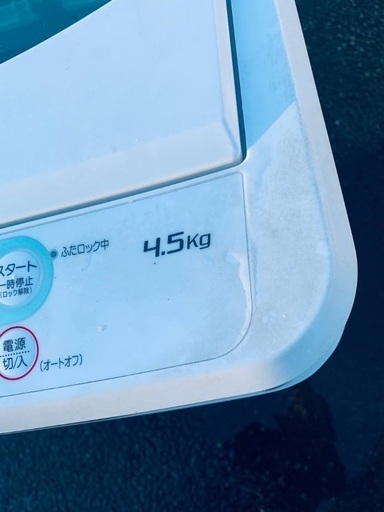 ふたロック中
4.5Kg
スタート
一時停止
(ロック解除)
電源
切/入
(オートオフ)